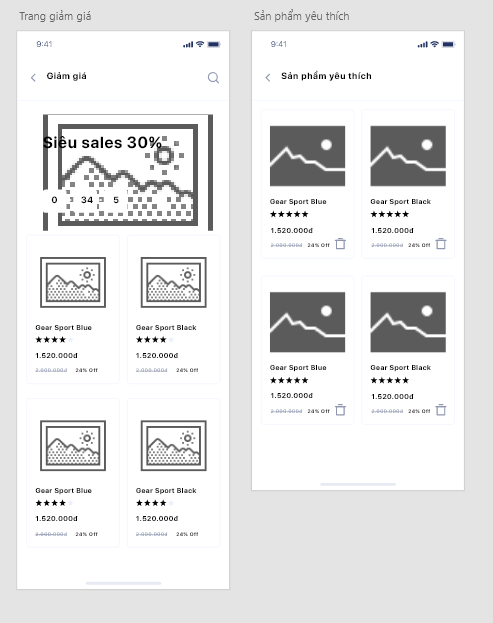 Trang giảm giá
9:41
Giảm giá
Siêu sales 30%
0 34 5
Gear Sport Blue
1.520.000đ
2.000.000đ 24% Off
Gear Sport Black
1.520.000đ
2.000.000đ 24% Off
Gear Sport Blue
1.520.000đ
2.000.000đ 24% Off
Gear Sport Black
1.520.000đ
2.000.000đ 24% Off
Sản phẩm yêu thích
9:41
Sản phẩm yêu thích
Gear Sport Blue
1.520.000đ
2.000.000đ 24% Off
Gear Sport Black
1.520.000đ
2.000.000đ 24% Off
Gear Sport Blue
1.520.000đ
2.000.000đ 24% Off
Gear Sport Black
1.520.000đ
2.000.000đ 24% Off